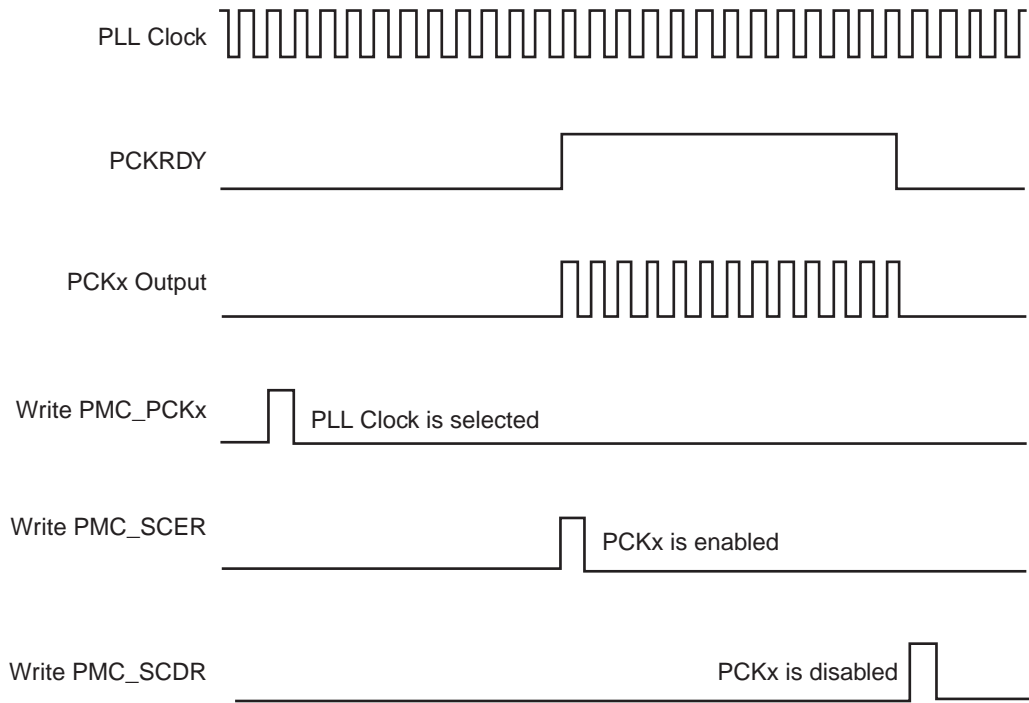 PLL Clock
PCKRDY
PCKx Output
Write PMC_PCKx
PLL Clock is selected
Write PMC_SCER
PCKx is enabled
Write PMC_SCDR
PCKx is disabled